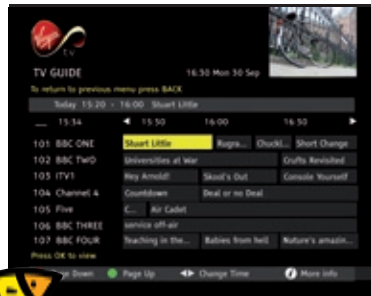 Virgin
tv
TV GUIDE 16:30 Mon 30 Sep
To return to previous menu press BACK
Today 15:20 - 16:00 Stuart Little
15:34 15:30 16:00 16:30
101 BBC ONE Stuart Little Rugra... Chuckl... Short Change
102 BBC TWO Universities at War Crufts Revisited
103 ITV1 Hey Arnold! Skool's Out Console Yourself
104 Channel 4 Countdown Deal or no Deal
105 Five C... Air Cadet
106 BBC THREE service off-air
107 BBC FOUR Teaching in the... Babies from hell Nature's amazin...
Press OK to view
Down Page Up Change Time i More info